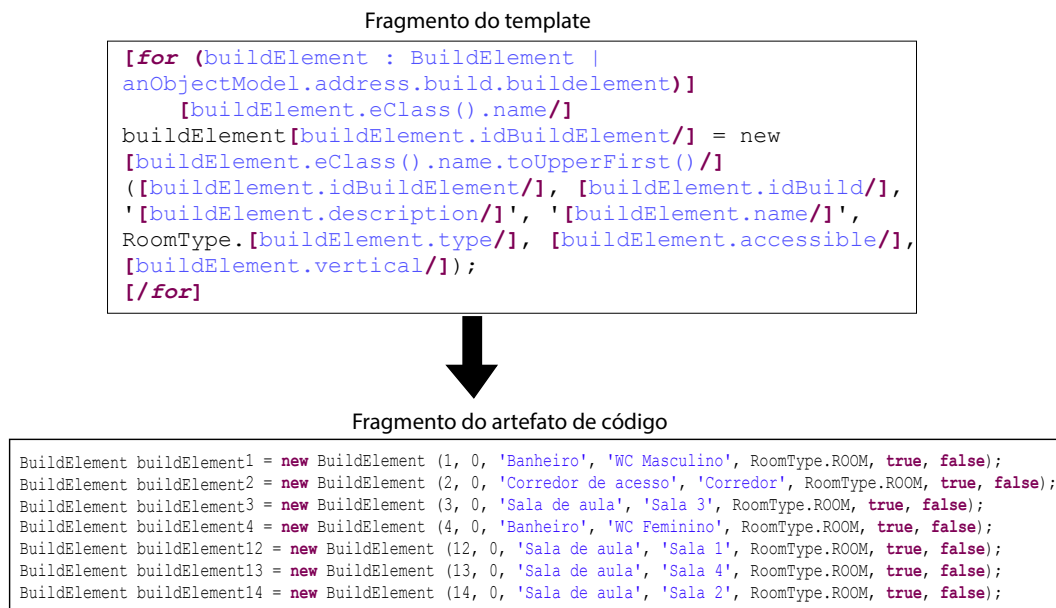 Fragmento do template
[for (buildElement : BuildElement |
anObjectModel.address.build.buildelement)]
[buildElement.eClass().name/]
buildElement[buildElement.idBuildElement/] = new
[buildElement.eClass().name.toUpperFirst()/]
([buildElement.idBuildElement/], [buildElement.idBuild/],
'[buildElement.description/]', '[buildElement.name/]',
RoomType.[buildElement.type/], [buildElement.accessible/],
[buildElement.vertical/]);
[/for]
Fragmento do artefato de código
BuildElement buildElement1 = new BuildElement (1, 0, 'Banheiro', 'WC Masculino', RoomType.ROOM, true, false);
BuildElement buildElement2 = new BuildElement (2, 0, 'Corredor de acesso', 'Corredor', RoomType.ROOM, true, false);
BuildElement buildElement3 = new BuildElement (3, 0, 'Sala de aula', 'Sala 3', RoomType.ROOM, true, false);
BuildElement buildElement4 = new BuildElement (4, 0, 'Banheiro', 'WC Feminino', RoomType.ROOM, true, false);
BuildElement buildElement12 = new BuildElement (12, 0, 'Sala de aula', 'Sala 1', RoomType.ROOM, true, false);
BuildElement buildElement13 = new BuildElement (13, 0, 'Sala de aula', 'Sala 4', RoomType.ROOM, true, false);
BuildElement buildElement14 = new BuildElement (14, 0, 'Sala de aula', 'Sala 2', RoomType.ROOM, true, false);